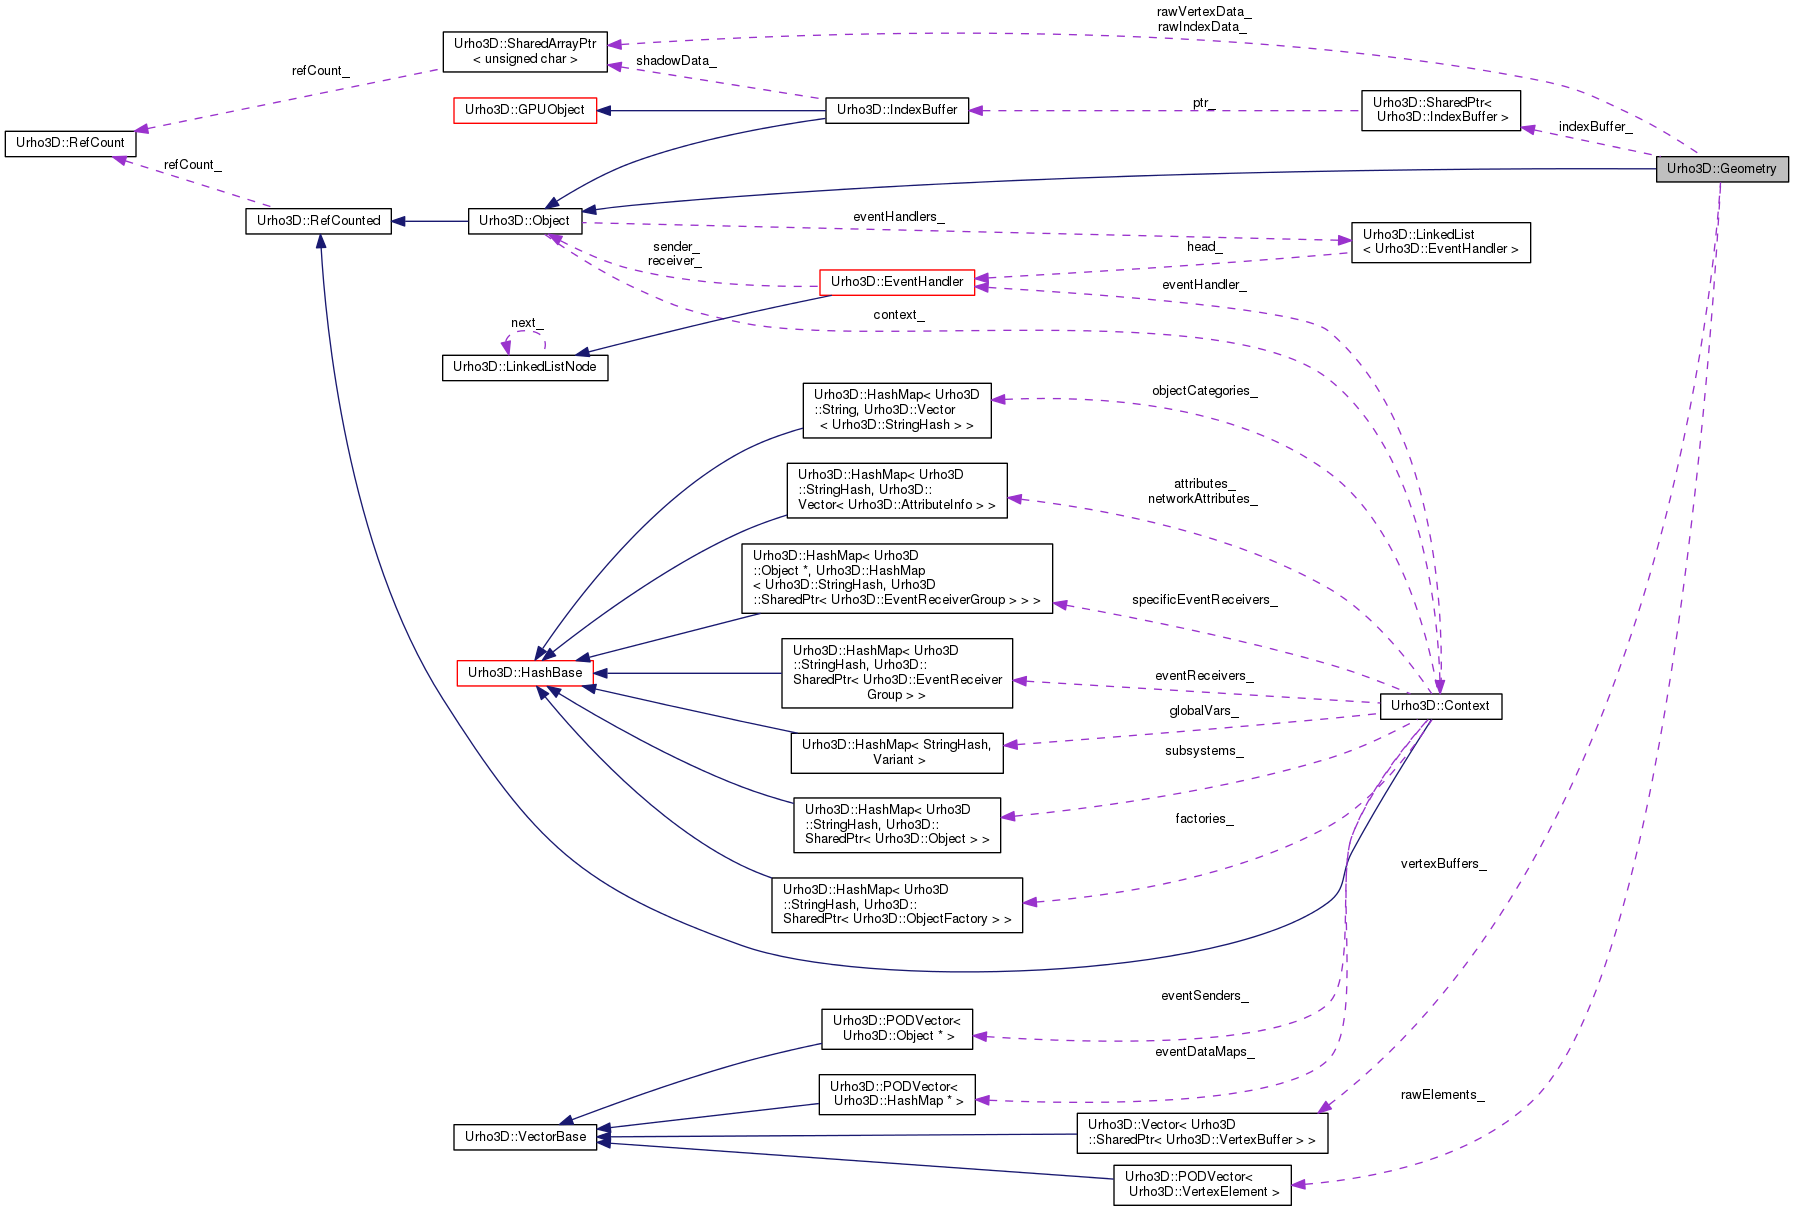 rawVertexData_
rawIndexData_
Urho3D::SharedArrayPtr
< unsigned char >
shadowData_
refCount_
Urho3D::GPUObject
Urho3D::IndexBuffer
ptr_
Urho3D::SharedPtr<
Urho3D::IndexBuffer >
indexBuffer_
Urho3D::RefCount
refCount_
Urho3D::Geometry
Urho3D::RefCounted
Urho3D::Object
eventHandlers_
Urho3D::LinkedList
< Urho3D::EventHandler >
sender_
receiver_
head_
Urho3D::EventHandler
eventHandler_
context_
next_
Urho3D::LinkedListNode
Urho3D::HashMap< Urho3D
::String, Urho3D::Vector
< Urho3D::StringHash > >
objectCategories_
Urho3D::HashMap< Urho3D
::StringHash, Urho3D::
Vector< Urho3D::AttributeInfo > >
attributes_
networkAttributes_
Urho3D::HashMap< Urho3D
::Object *, Urho3D::HashMap
< Urho3D::StringHash, Urho3D
::SharedPtr< Urho3D::EventReceiverGroup > > >
specificEventReceivers_
Urho3D::HashBase
Urho3D::HashMap< Urho3D
::StringHash, Urho3D::
SharedPtr< Urho3D::EventReceiver
Group > >
eventReceivers_
Urho3D::Context
globalVars_
Urho3D::HashMap< StringHash,
Variant >
subsystems_
Urho3D::HashMap< Urho3D
::StringHash, Urho3D::
SharedPtr< Urho3D::Object > >
factories_
Urho3D::HashMap< Urho3D
::StringHash, Urho3D::
SharedPtr< Urho3D::ObjectFactory > >
vertexBuffers_
eventSenders_
Urho3D::PODVector<
Urho3D::Object * >
eventDataMaps_
Urho3D::PODVector<
Urho3D::HashMap * >
rawElements_
Urho3D::VectorBase
Urho3D::Vector< Urho3D
::SharedPtr< Urho3D::VertexBuffer > >
Urho3D::PODVector<
Urho3D::VertexElement >